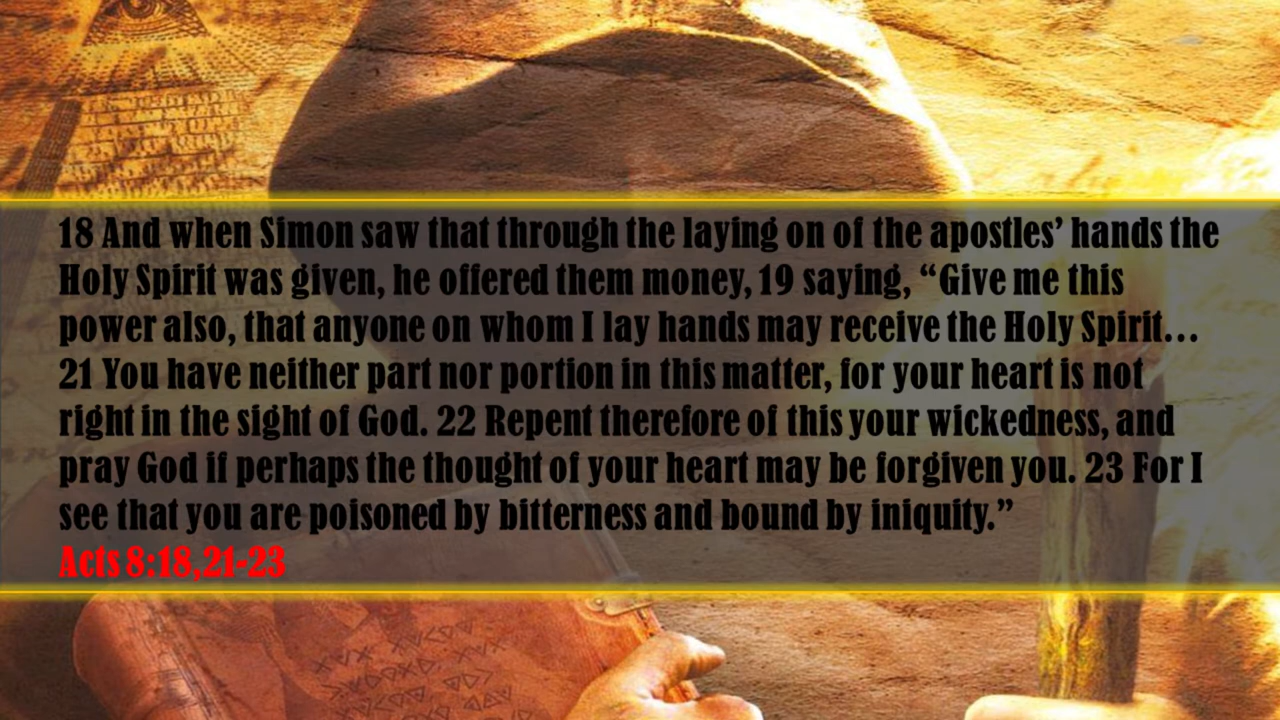 18 And when Simon saw that through the laying on of the apostles’ hands the
Holy Spirit was given, he offered them money, 19 saying, “Give me this
power also, that anyone on whom I lay hands may receive the Holy Spirit…
21 You have neither part nor portion in this matter, for your heart is not
right in the sight of God. 22 Repent therefore of this your wickedness, and
pray God if perhaps the thought of your heart may be forgiven you. 23 For I
see that you are poisoned by bitterness and bound by iniquity.”
Acts 8:18,21-23